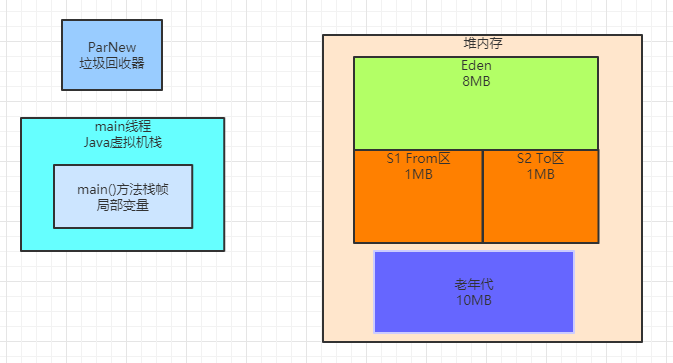 ParNew
垃圾回收器
main线程
Java虚拟机栈
main()方法栈帧
局部变量
堆内存
Eden
8MB
S1 From区
1MB
S2 To区
1MB
老年代
10MB